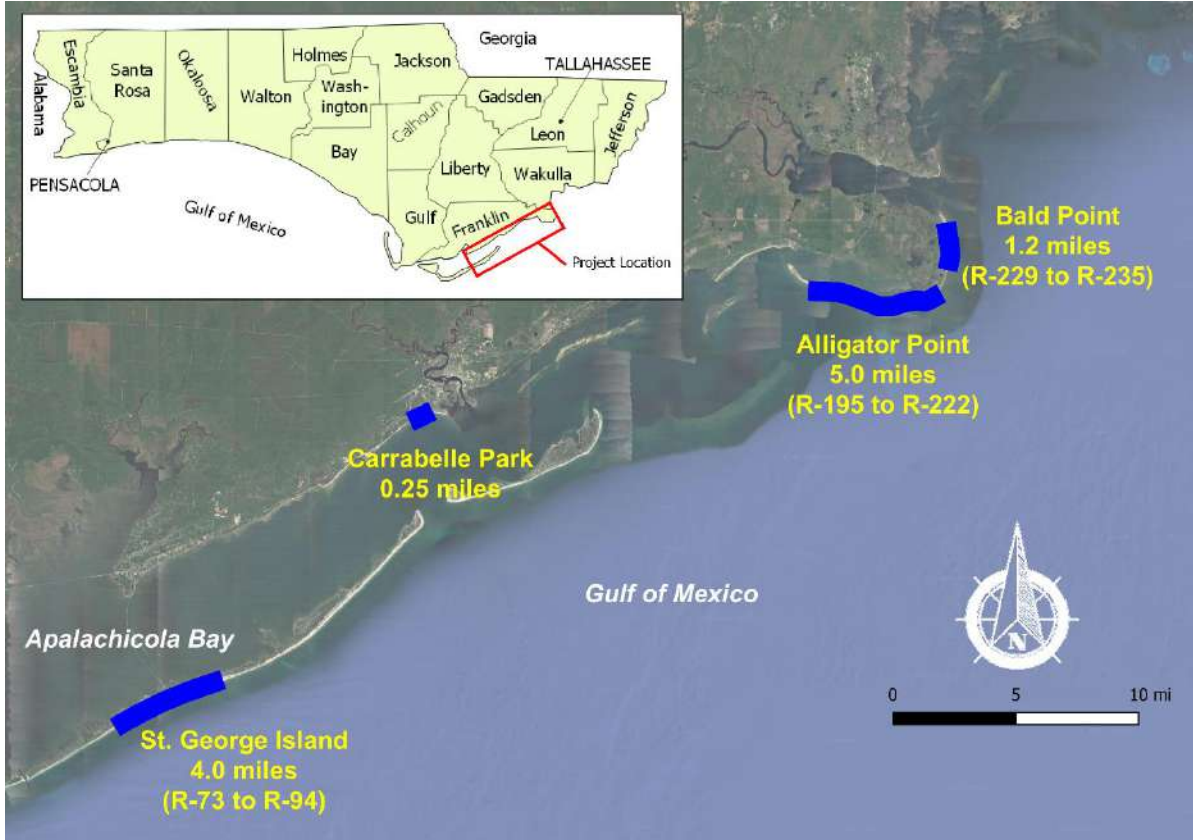 Georgia
TALLAHASSEE
Alabama
Escambia
Santa
Rosa
Okaloosa
Walton
Holmes
Wash-
ington
Jackson
Bay
Calhoun
Gulf
Liberty
Gadsden
Leon
Wakulla
Jefferson
Franklin
PENSACOLA
Gulf of Mexico
Project Location
Bald Point
1.2 miles
(R-229 to R-235)
Alligator Point
5.0 miles
(R-195 to R-222)
Carrabelle Park
0.25 miles
Gulf of Mexico
Apalachicola Bay
St. George Island
4.0 miles
(R-73 to R-94)
N
0 5 10 mi